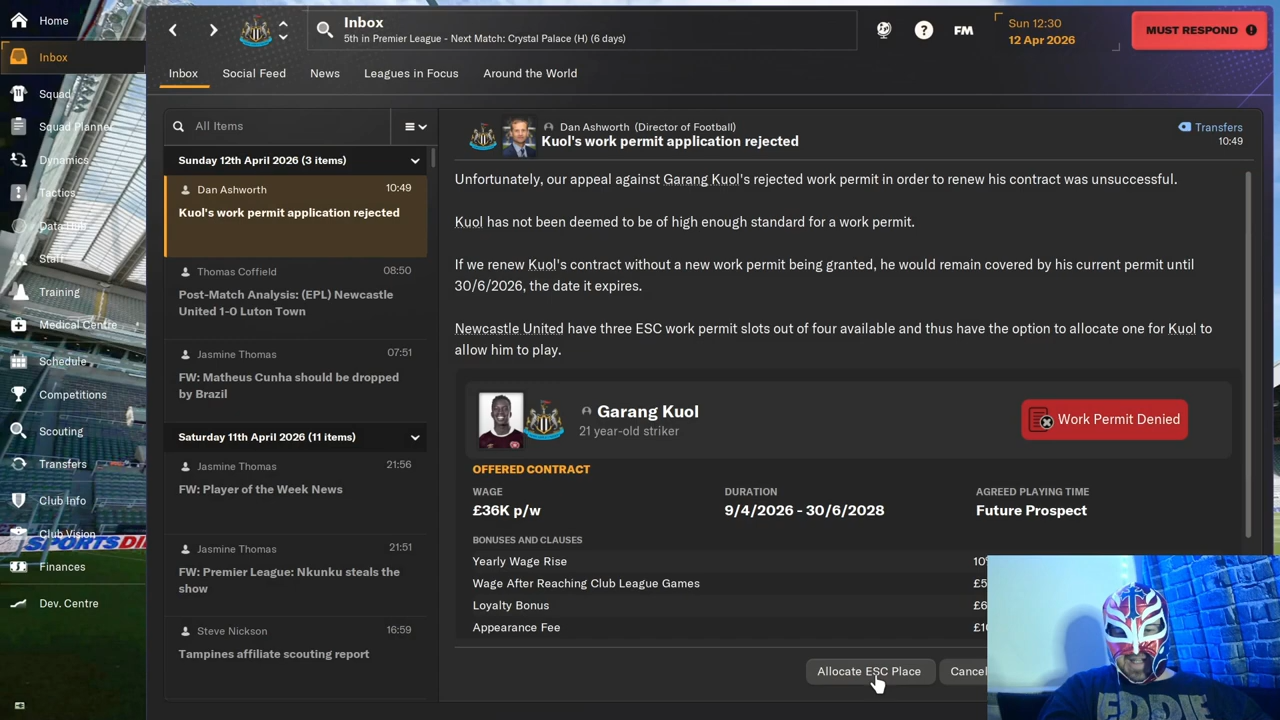 Home
Inbox
Squad
Squad Planner
Dynamics
Tactics
Data Hub
Staff
Training
Medical Centre
Schedule
Competitions
Scouting
Transfers
Club Info
Club Vision
Finances
Dev. Centre
SPORTSDI
Inbox
5th in Premier League - Next Match: Crystal Palace (H) (6 days)
FM
Sun 12:30
12 Apr 2026
MUST RESPOND
Inbox Social Feed News Leagues in Focus Around the World
All Items
Sunday 12th April 2026 (3 items)
Dan Ashworth 10:49
Kuol's work permit application rejected
Thomas Coffield 08:50
Post-Match Analysis: (EPL) Newcastle
United 1-0 Luton Town
Jasmine Thomas 07:51
FW: Matheus Cunha should be dropped
by Brazil
Saturday 11th April 2026 (11 items)
Jasmine Thomas 21:56
FW: Player of the Week News
Jasmine Thomas 21:51
FW: Premier League: Nkunku steals the
show
Steve Nickson 16:59
Tampines affiliate scouting report
Dan Ashworth (Director of Football)
Kuol's work permit application rejected
Transfers
10:49
Unfortunately, our appeal against Garang Kuol's rejected work permit in order to renew his contract was unsuccessful.
Kuol has not been deemed to be of high enough standard for a work permit.
If we renew Kuol's contract without a new work permit being granted, he would remain covered by his current permit until
30/6/2026, the date it expires.
Newcastle United have three ESC work permit slots out of four available and thus have the option to allocate one for Kuol to
allow him to play.
Garang Kuol
21 year-old striker
Work Permit Denied
OFFERED CONTRACT
WAGE DURATION AGREED PLAYING TIME
£36K p/w 9/4/2026 - 30/6/2028 Future Prospect
BONUSES AND CLAUSES
Yearly Wage Rise 10
Wage After Reaching Club League Games £5
Loyalty Bonus £6
Appearance Fee £10
Allocate ESC Place
Cancel
EDDIE